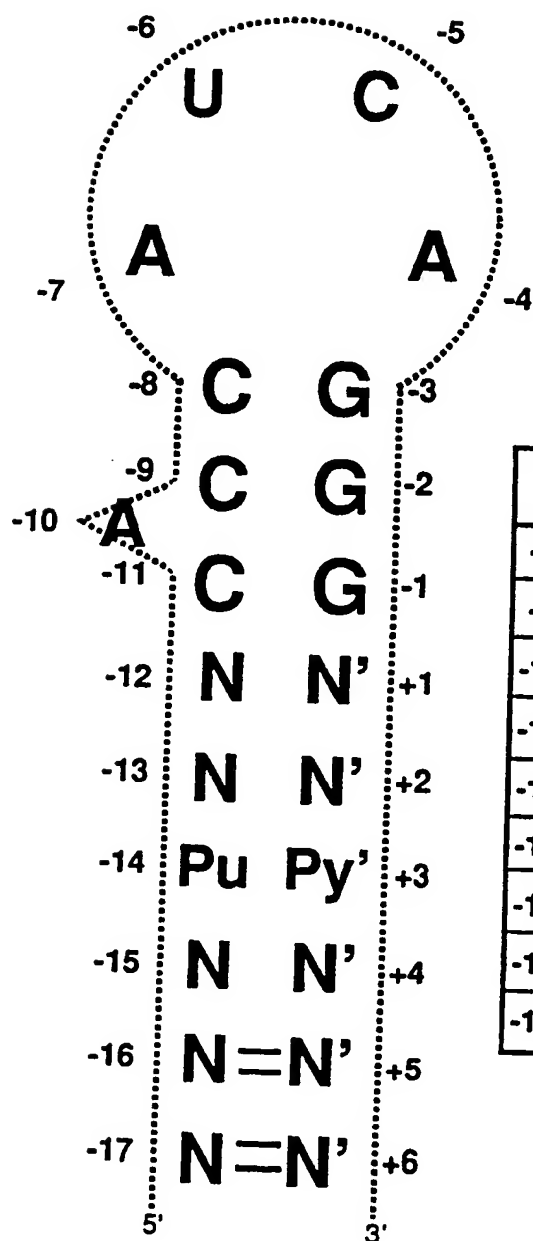 -6 -5
U C
-7 A A -4
-8 C G -3
-9 C G -2
-10 A
-11 C G -1
-12 N N' +1
-13 N N' +2
-14 Pu Py' +3
-15 N N' +4
-16 N=N' +5
-17 N=N' +6
5' 3'